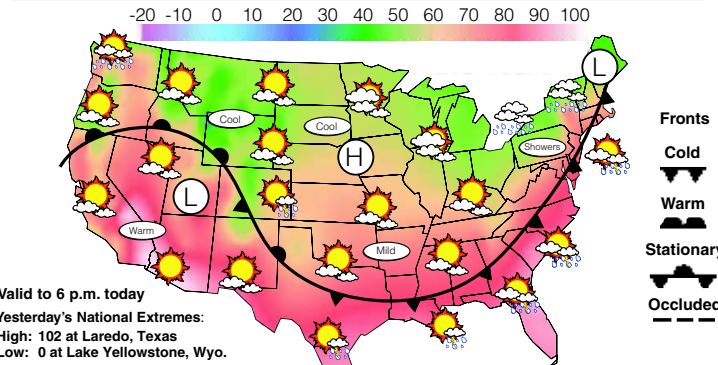 -20 -10 0 10 20 30 40 50 60 70 80 90 100
L
Cool
Cool
Fronts
Showers
Cold
H
L
Warm
Warm
Mild
Stationary
Valid to 6 p.m. today
Occluded
Yesterday's National Extremes:
High: 102 at Laredo, Texas
Low: 0 at Lake Yellowstone, Wyo.